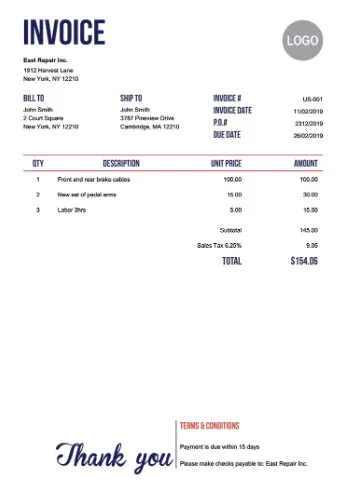 INVOICE
LOGO
East Repair Inc.
1912 Harvest Lane
New York, NY 12210
BILL TO SHIP TO INVOICE # US-001
John Smith John Smith INVOICE DATE 11/02/2019
2 Court Square 3787 Pineview Drive P.O.# 2312/2019
New York, NY 12210 Cambridge, MA 12210 DUE DATE 26/02/2019
QTY DESCRIPTION UNIT PRICE AMOUNT
1 Front and rear brake cables 100.00 100.00
2 New set of pedal arms 15.00 30.00
3 Labor 3hrs 5.00 15.00
Subtotal 145.00
Sales Tax 6.25% 9.06
TOTAL $154.06
TERMS & CONDITIONS
Thank you
Payment is due within 15 days
Please make checks payable to: East Repair Inc.